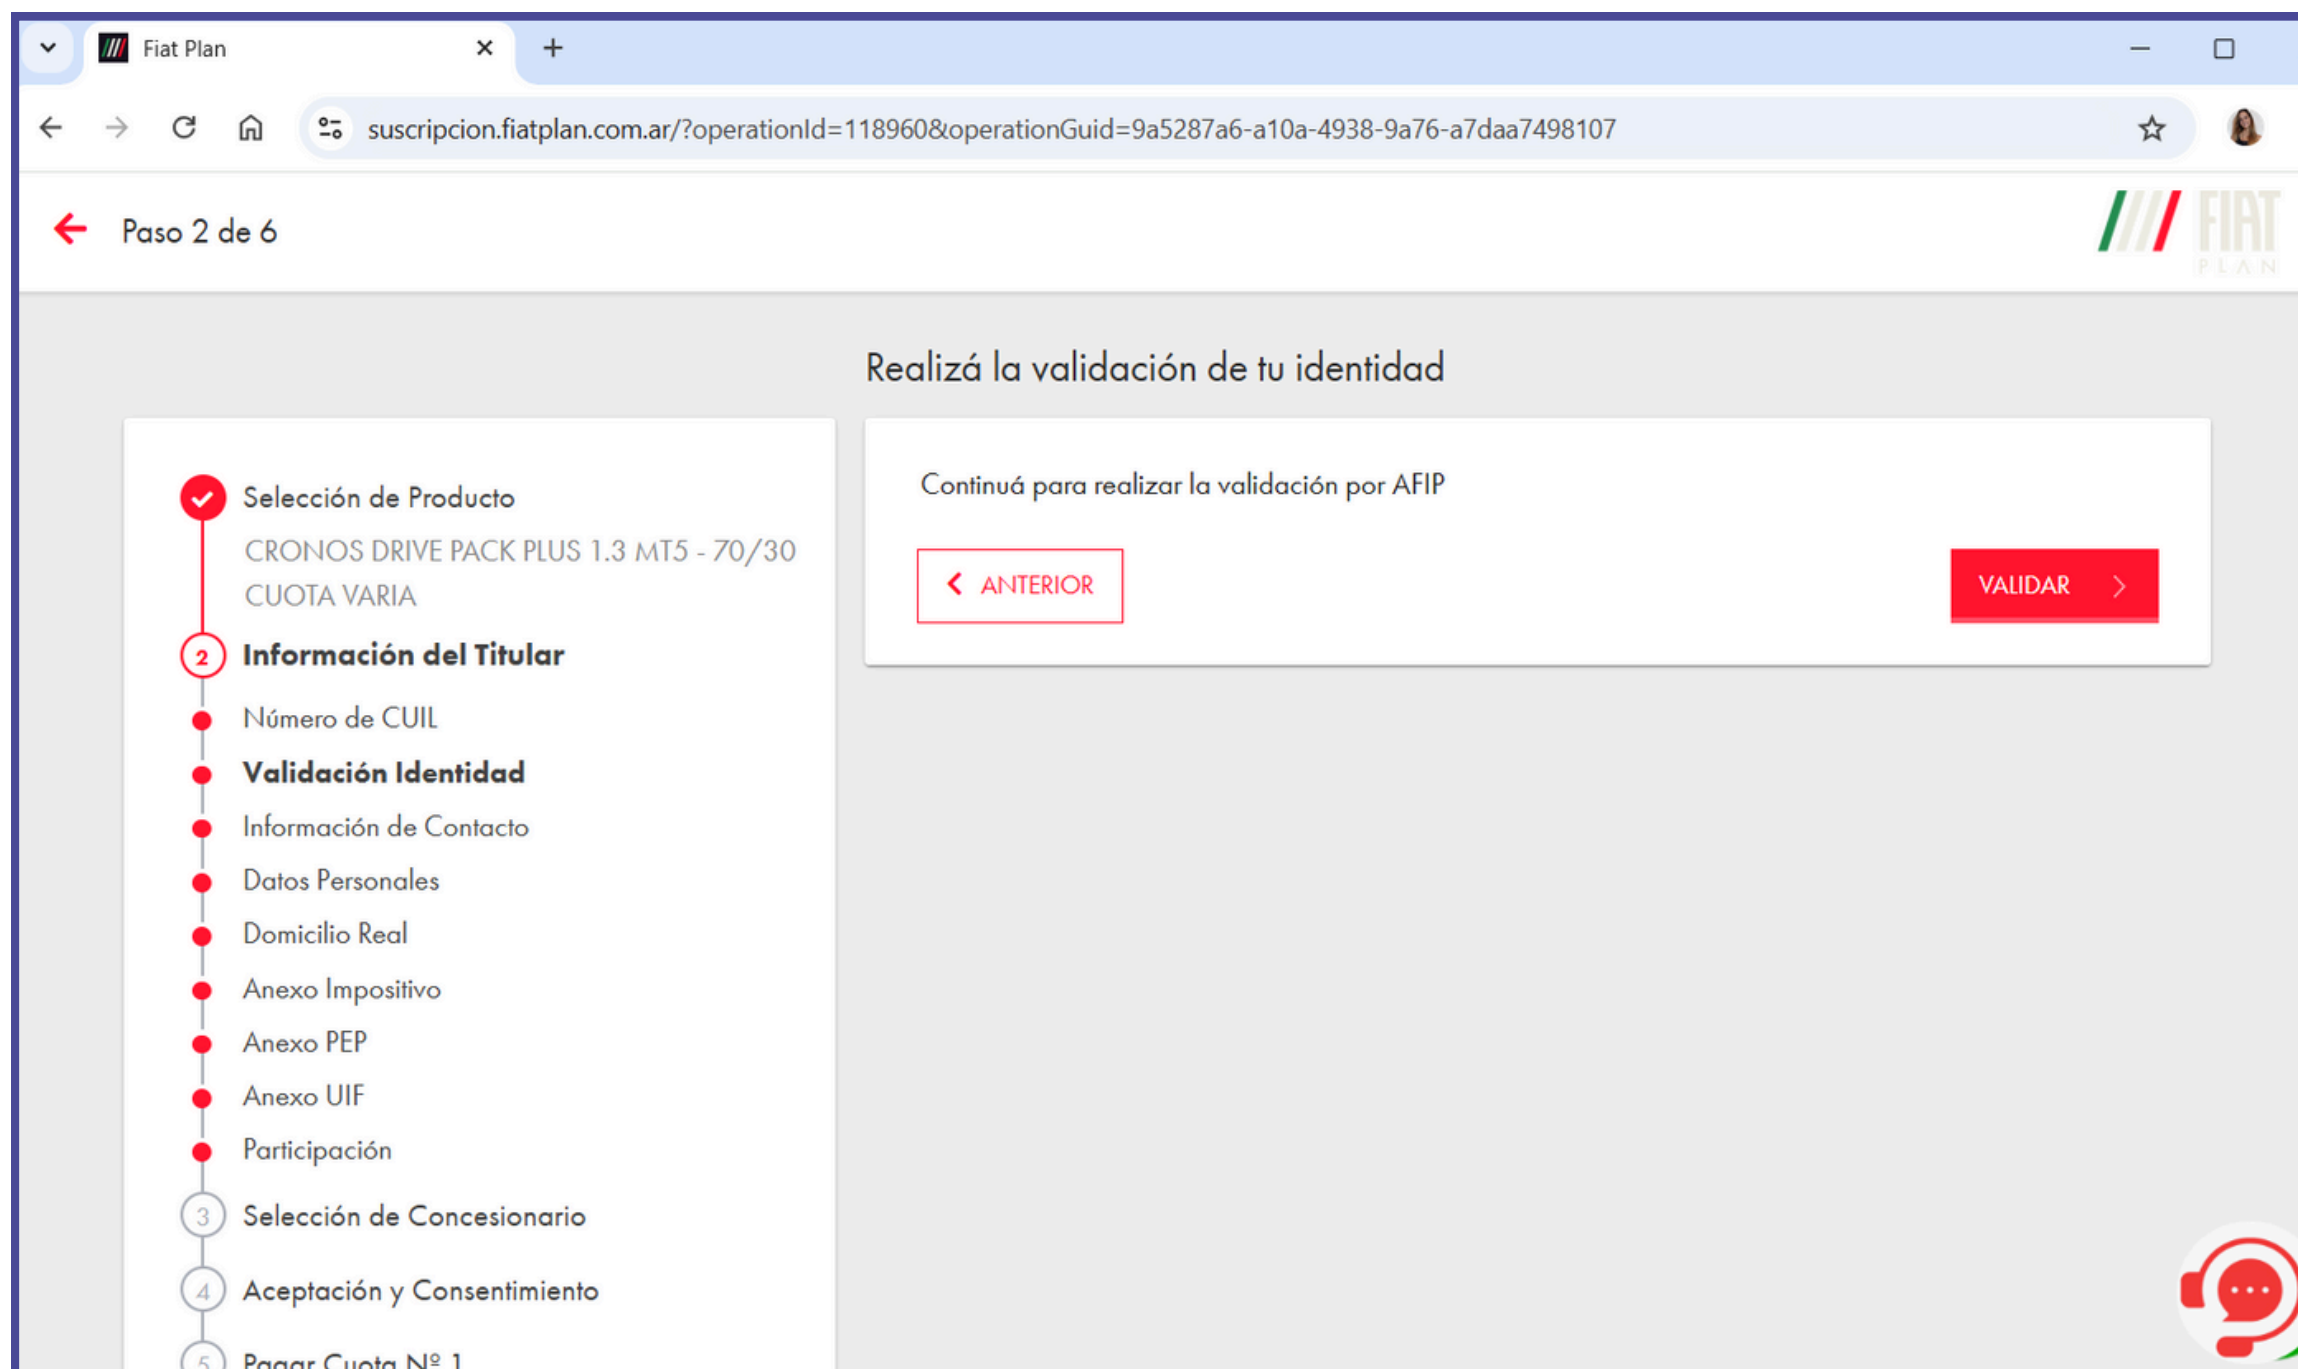 Fiat Plan
suscripcion.fiatplan.com.ar/?operationId=118960&operationGuid=9a5287a6-a10a-4938-9a76-a7daa7498107
Paso 2 de 6
FIAT
PLAN
Realizá la validación de tu identidad
Selección de Producto
CRONOS DRIVE PACK PLUS 1.3 MT5 - 70/30
CUOTA VARIA
2 Información del Titular
Número de CUIL
Validación Identidad
Información de Contacto
Datos Personales
Domicilio Real
Anexo Impositivo
Anexo PEP
Anexo UIF
Participación
3 Selección de Concesionario
4 Aceptación y Consentimiento
5 Pagar Cuota Nº 1
Continuá para realizar la validación por AFIP
ANTERIOR
VALIDAR